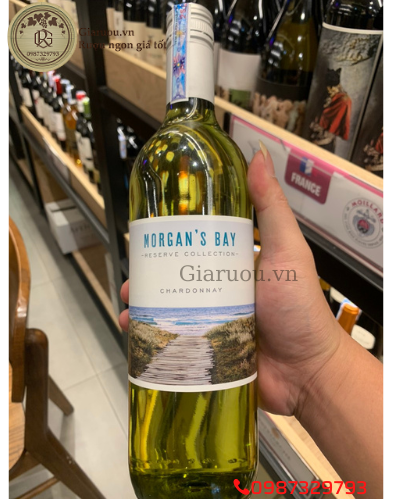 Giaruou.vn
Rượu ngon giá tốt
0987329793
MORGAN'S BAY
RESERVE COLLECTION
Giaruou.vn
CHARDONNAY
FRANCE
0987329793